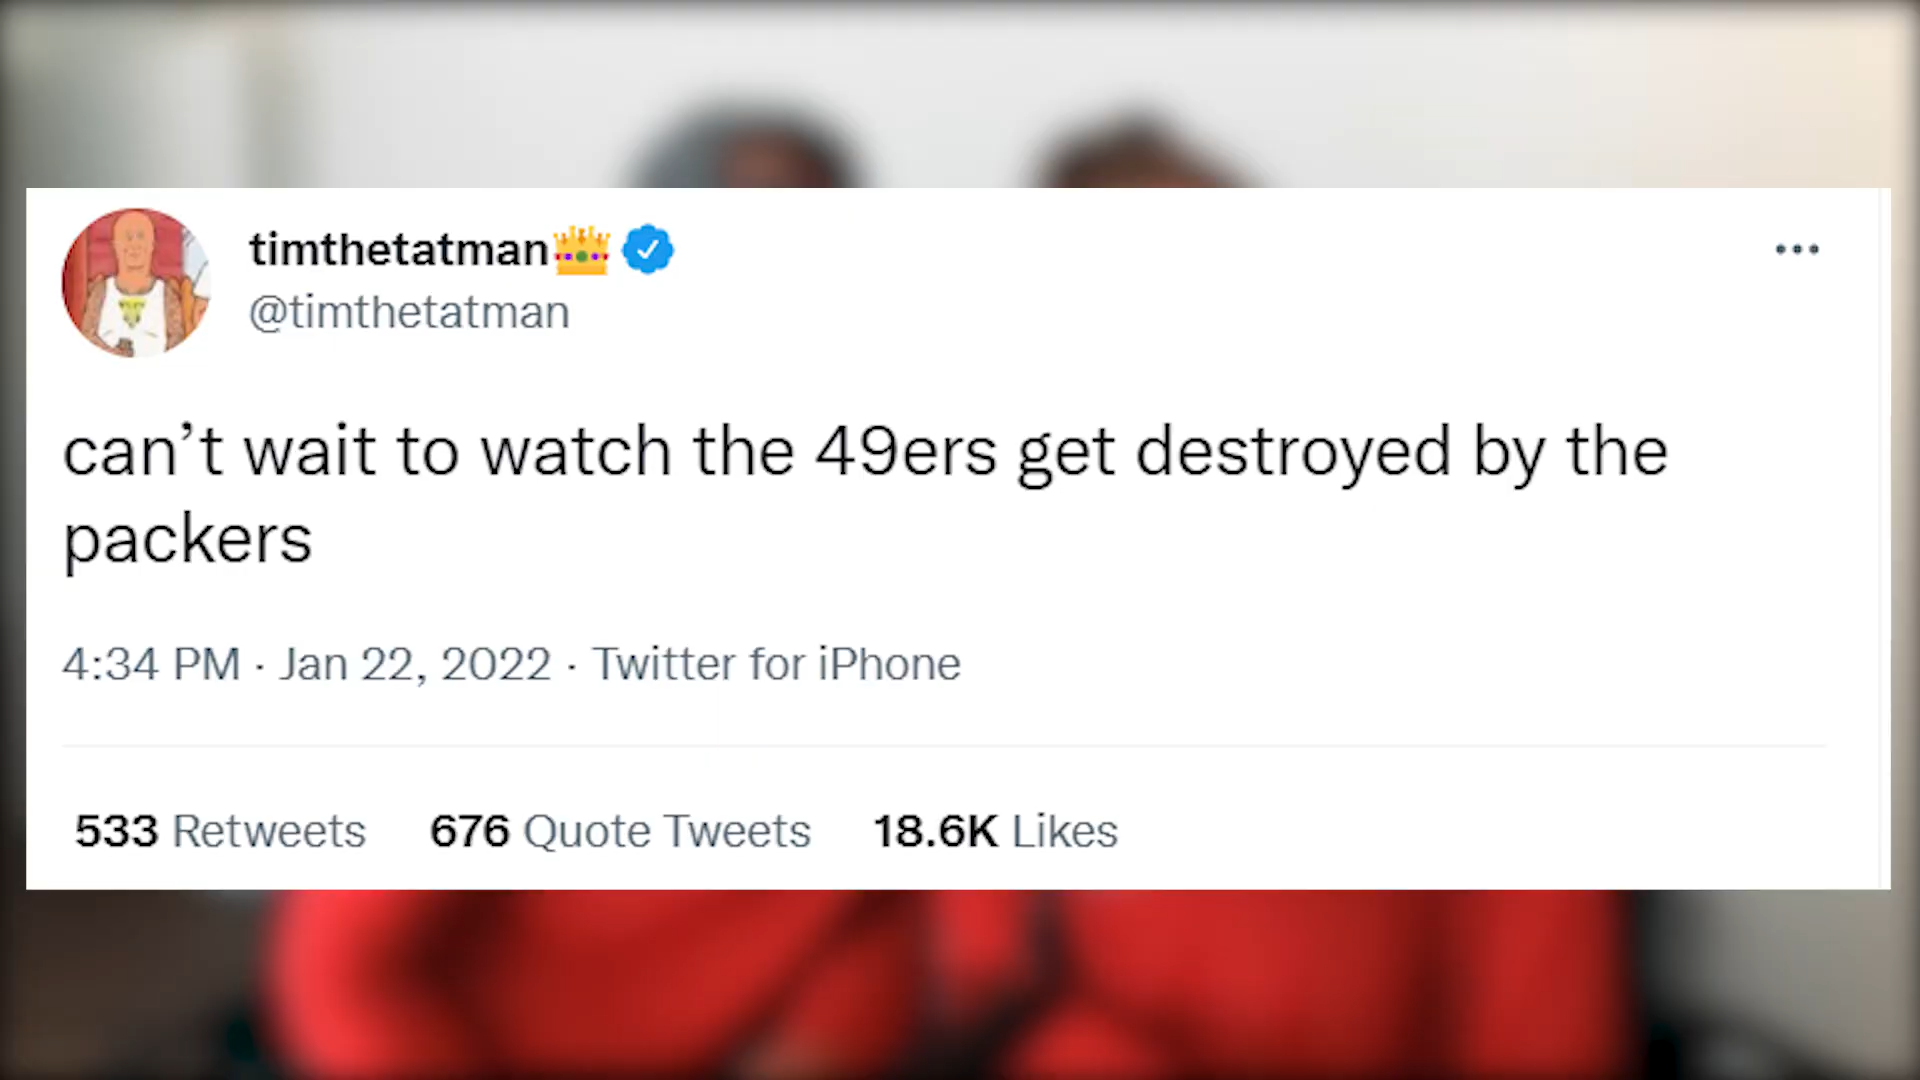 timthetatman👑
@timthetatman
can’t wait to watch the 49ers get destroyed by the
packers
4:34 PM · Jan 22, 2022 · Twitter for iPhone
533 Retweets 676 Quote Tweets 18.6K Likes